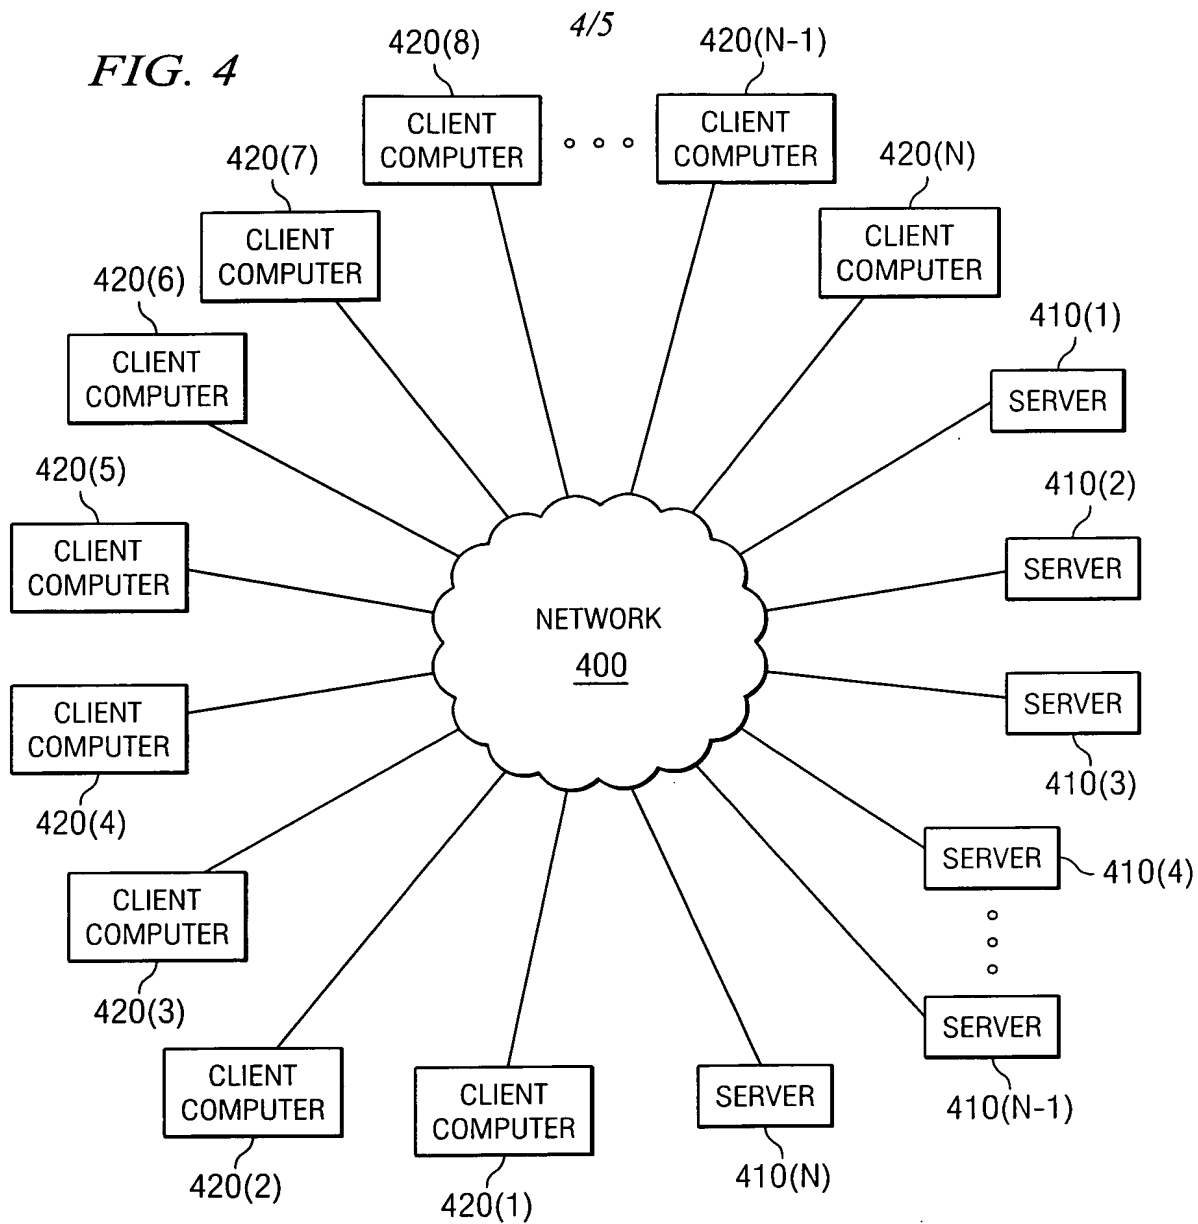 4/5
FIG. 4
420(8)
420(N-1)
CLIENT
COMPUTER
CLIENT
COMPUTER
420(7)
420(N)
CLIENT
COMPUTER
CLIENT
COMPUTER
420(6)
410(1)
CLIENT
COMPUTER
SERVER
420(5)
410(2)
CLIENT
COMPUTER
SERVER
NETWORK
400
CLIENT
COMPUTER
420(4)
SERVER
410(3)
SERVER
410(4)
CLIENT
COMPUTER
420(3)
SERVER
410(N-1)
CLIENT
COMPUTER
420(2)
CLIENT
COMPUTER
420(1)
SERVER
410(N)